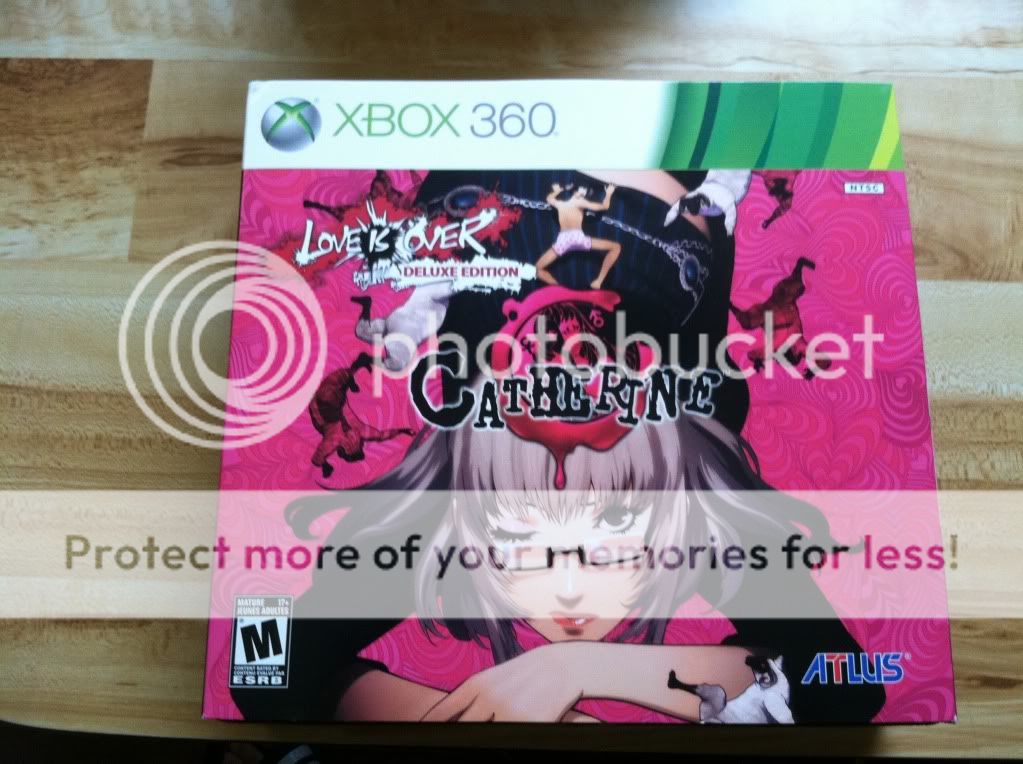 XBOX 360
NTSC
LOVE IS OVER
DELUXE EDITION
photobucket
CATHERINE
Protect more of your memories for less!
MATURE 17+
JEUNES ADULTES
M
CONTENT RATED BY
CONTENU ÉVALUÉ PAR
ESRB
ATLUS